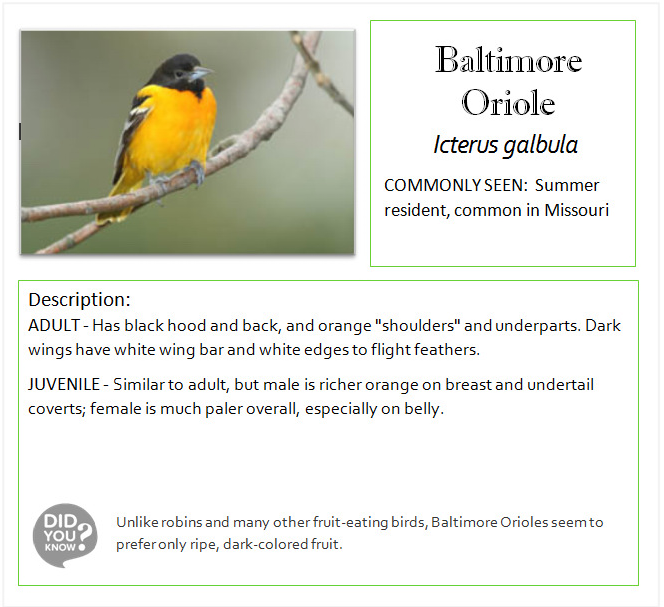 Baltimore
Oriole
Icterus galbula
COMMONLY SEEN: Summer
resident, common in Missouri
Description:
ADULT - Has black hood and back, and orange "shoulders" and underparts. Dark
wings have white wing bar and white edges to flight feathers.
JUVENILE - Similar to adult, but male is richer orange on breast and undertail
coverts; female is much paler overall, especially on belly.
DID
YOU
KNOW?
Unlike robins and many other fruit-eating birds, Baltimore Orioles seem to
prefer only ripe, dark-colored fruit.